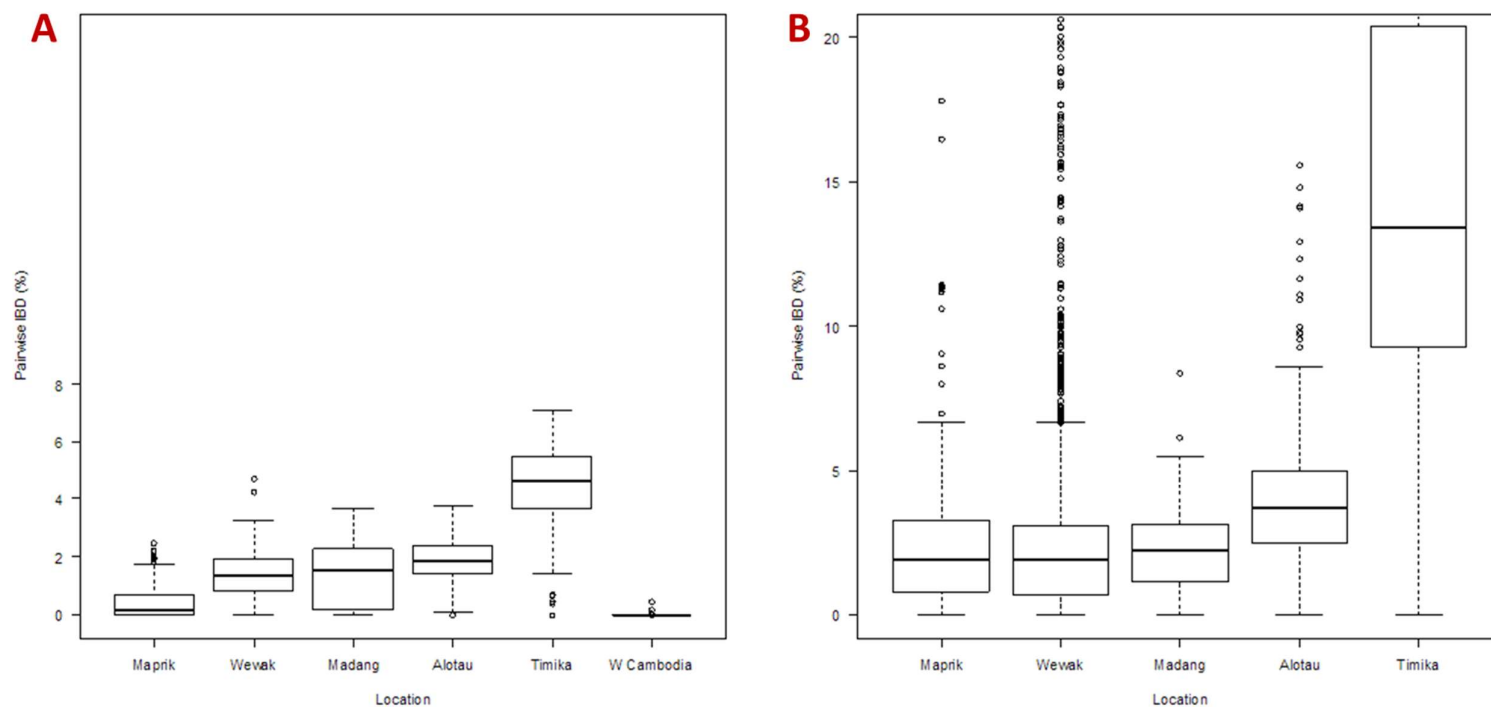 A
Pairwise IBD (%)
8
6
4
2
0
Maprik Wewak Madang Alotau Timika W Cambodia
Location
B
Pairwise IBD (%)
20
15
10
5
0
Maprik Wewak Madang Alotau Timika
Location